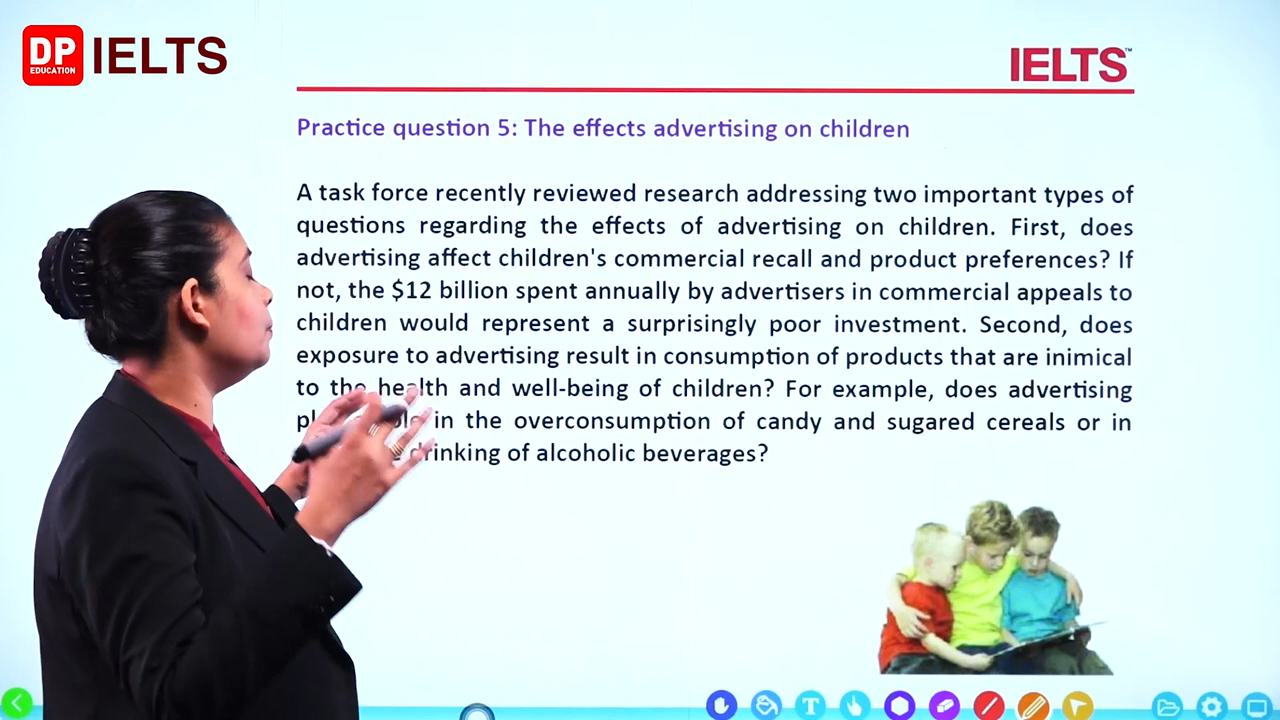 DP
EDUCATION
IELTS
IELTS™
Practice question 5: The effects advertising on children
A task force recently reviewed research addressing two important types of
questions regarding the effects of advertising on children. First, does
advertising affect children's commercial recall and product preferences? If
not, the $12 billion spent annually by advertisers in commercial appeals to
children would represent a surprisingly poor investment. Second, does
exposure to advertising result in consumption of products that are inimical
to the health and well-being of children? For example, does advertising
in the overconsumption of candy and sugared cereals or in
drinking of alcoholic beverages?
T